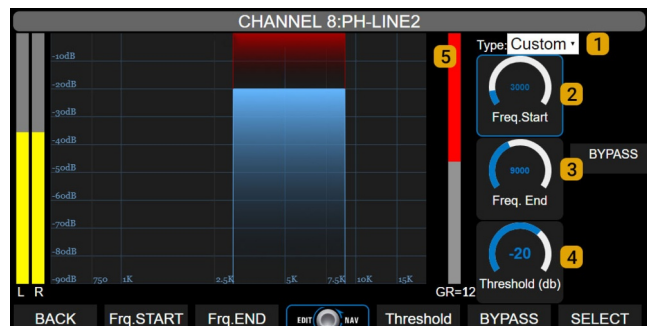 CHANNEL 8:PH-LINE2
Type: Custom
1
5
-10dB
-20dB
-30dB
-40dB
-50dB
-60dB
-70dB
-80dB
-90dB 750 1K 2.5K 5K 7.5K 10K 15K
3000
Freq.Start
2
9000
Freq. End
3
BYPASS
-20
Threshold (db)
4
L R
GR=12
BACK Frq.START Frq.END EDIT NAV Threshold BYPASS SELECT